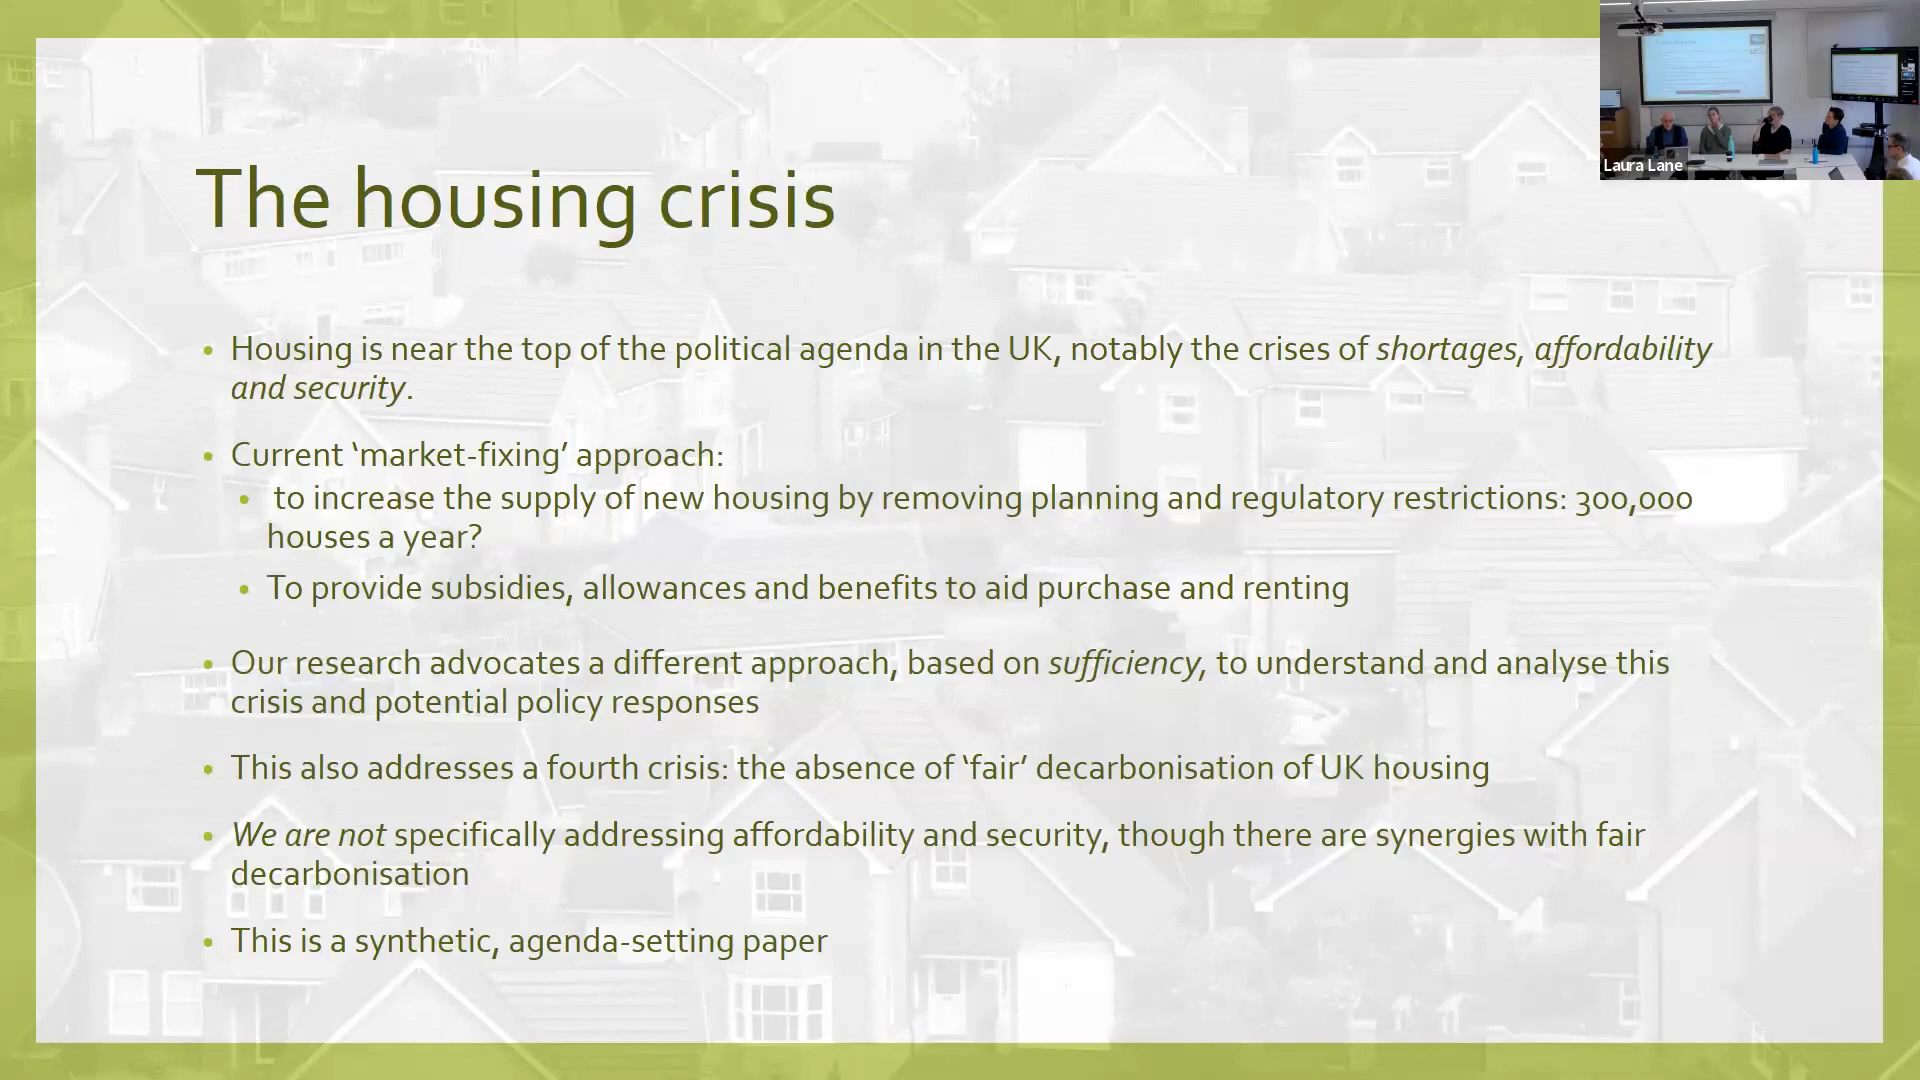 Laura Lane
The housing crisis
• Housing is near the top of the political agenda in the UK, notably the crises of shortages, affordability
and security.
• Current ‘market-fixing’ approach:
• to increase the supply of new housing by removing planning and regulatory restrictions: 300,000
houses a year?
• To provide subsidies, allowances and benefits to aid purchase and renting
• Our research advocates a different approach, based on sufficiency, to understand and analyse this
crisis and potential policy responses
• This also addresses a fourth crisis: the absence of ‘fair’ decarbonisation of UK housing
• We are not specifically addressing affordability and security, though there are synergies with fair
decarbonisation
• This is a synthetic, agenda-setting paper